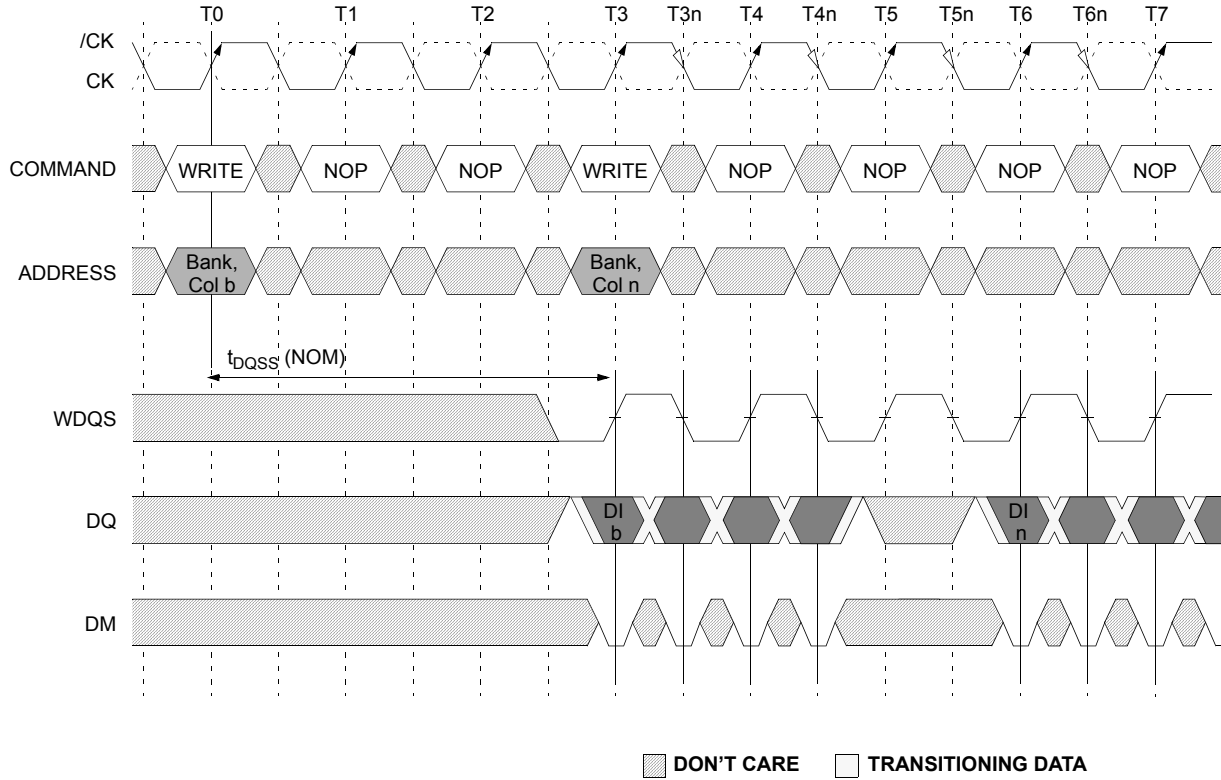 T0 T1 T2 T3 T3n T4 T4n T5 T5n T6 T6n T7
/CK
CK
COMMAND WRITE NOP NOP WRITE NOP NOP NOP NOP
ADDRESS Bank, Col b Bank, Col n
tDQSS (NOM)
WDQS
DQ DI b DI n
DM
DON'T CARE TRANSITIONING DATA